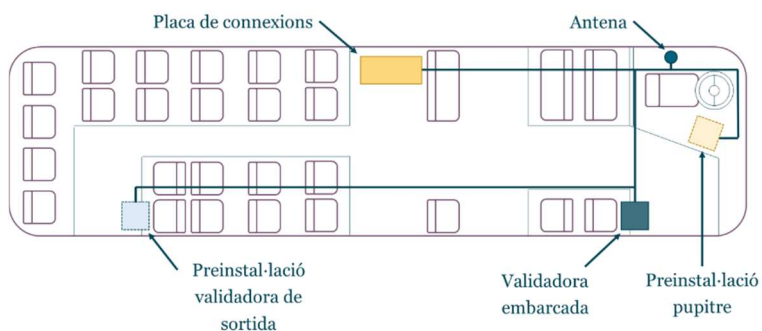 Placa de connexions
Antena
Preinstal·lació
validadora de
sortida
Validadora
embarcada
Preinstal·lació
pupitre